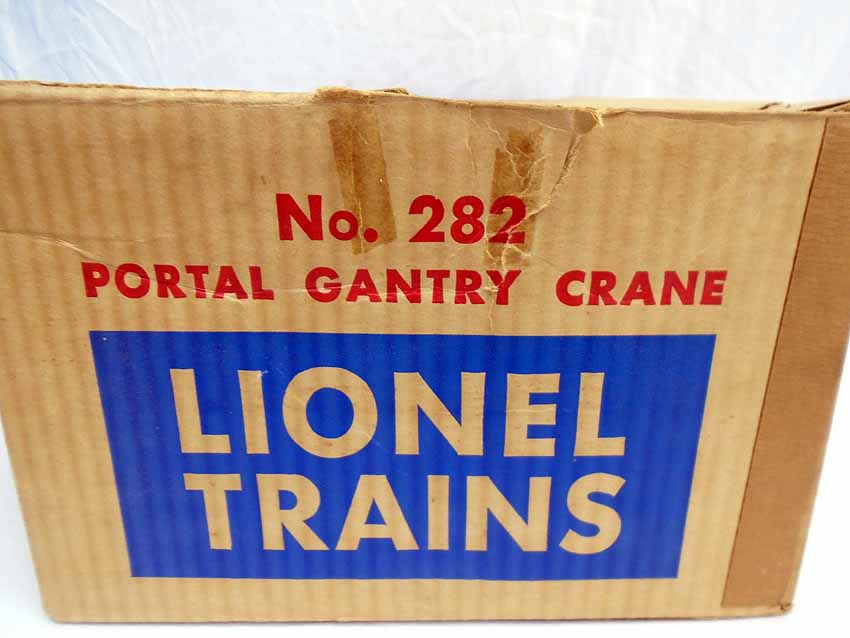 No. 282
PORTAL GANTRY CRANE
LIONEL
TRAINS